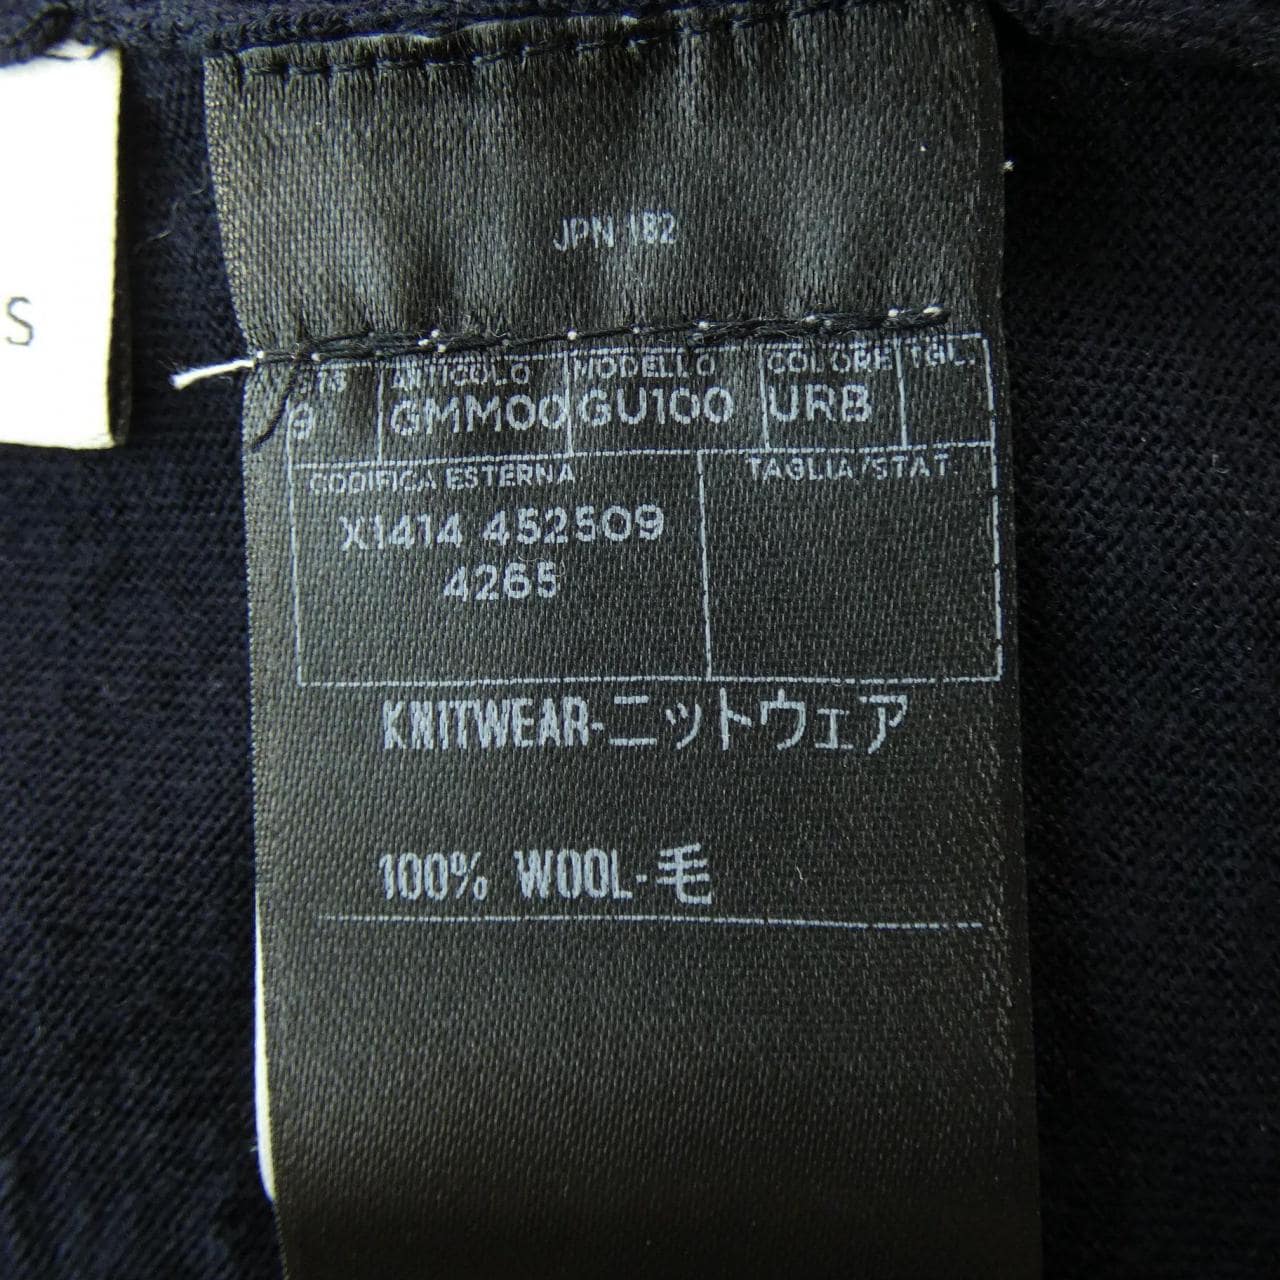 JPN 182
ARTICOLO MODELLO COLORE TGL.
9 GMM00 GU100 URB
CODIFICA ESTERNA TAGLIA/STAT.
X1414 452509
4265
S
KNITWEAR-ニットウェア
100% WOOL-毛